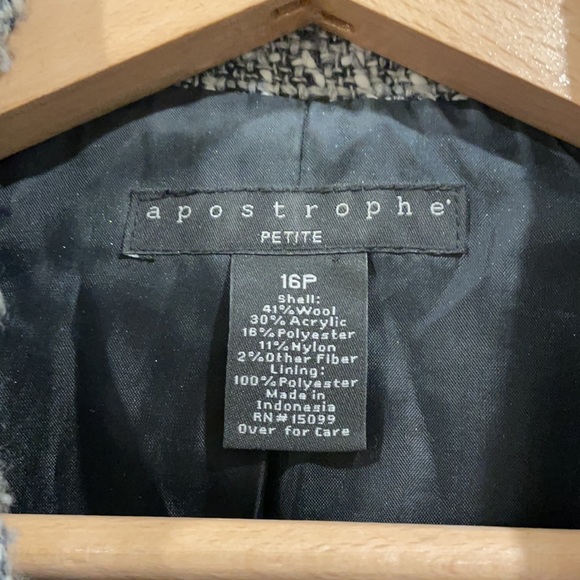 apostrophe
PETITE
16P
Shell:
41%Wool
30% Acrylic
16%Polyester
11%Nylon
2%Other Fiber
Lining:
100%Polyester
Made in
Indonesia
RN#15099
Over for Care